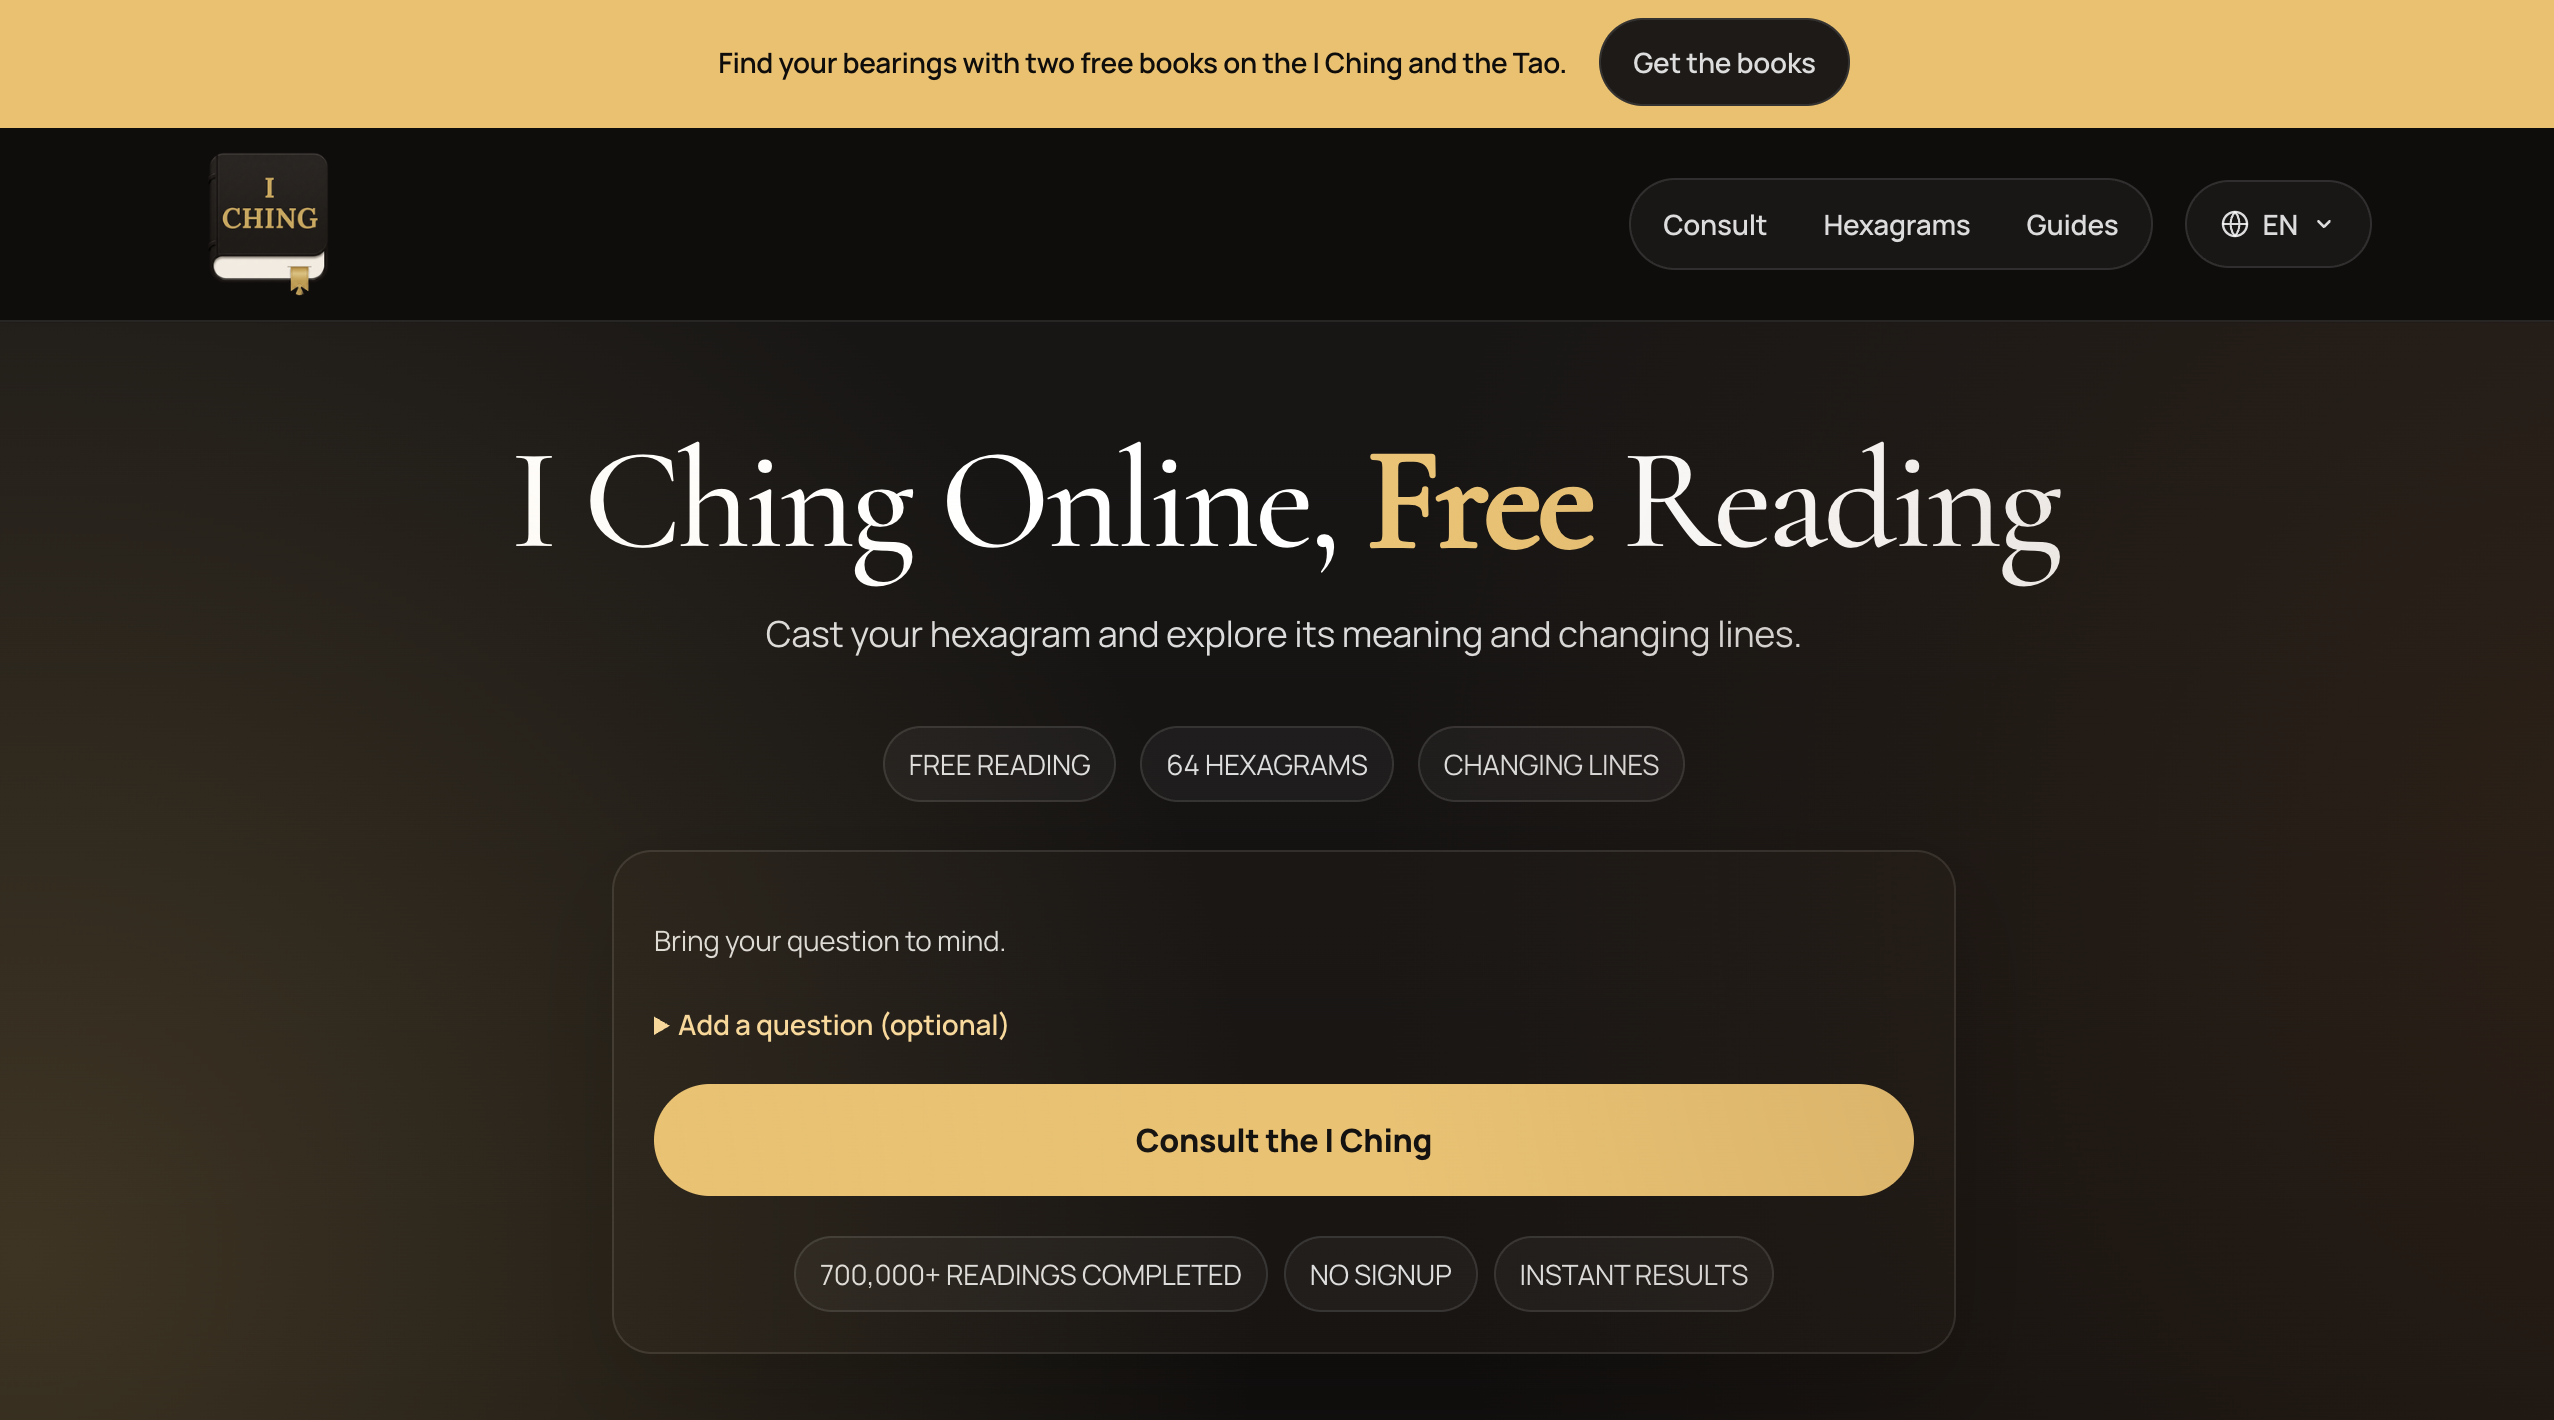 Find your bearings with two free books on the I Ching and the Tao.
Get the books
I
CHING
Consult
Hexagrams
Guides
EN
I Ching Online, Free Reading
Cast your hexagram and explore its meaning and changing lines.
FREE READING
64 HEXAGRAMS
CHANGING LINES
Bring your question to mind.
Add a question (optional)
Consult the I Ching
700,000+ READINGS COMPLETED
NO SIGNUP
INSTANT RESULTS